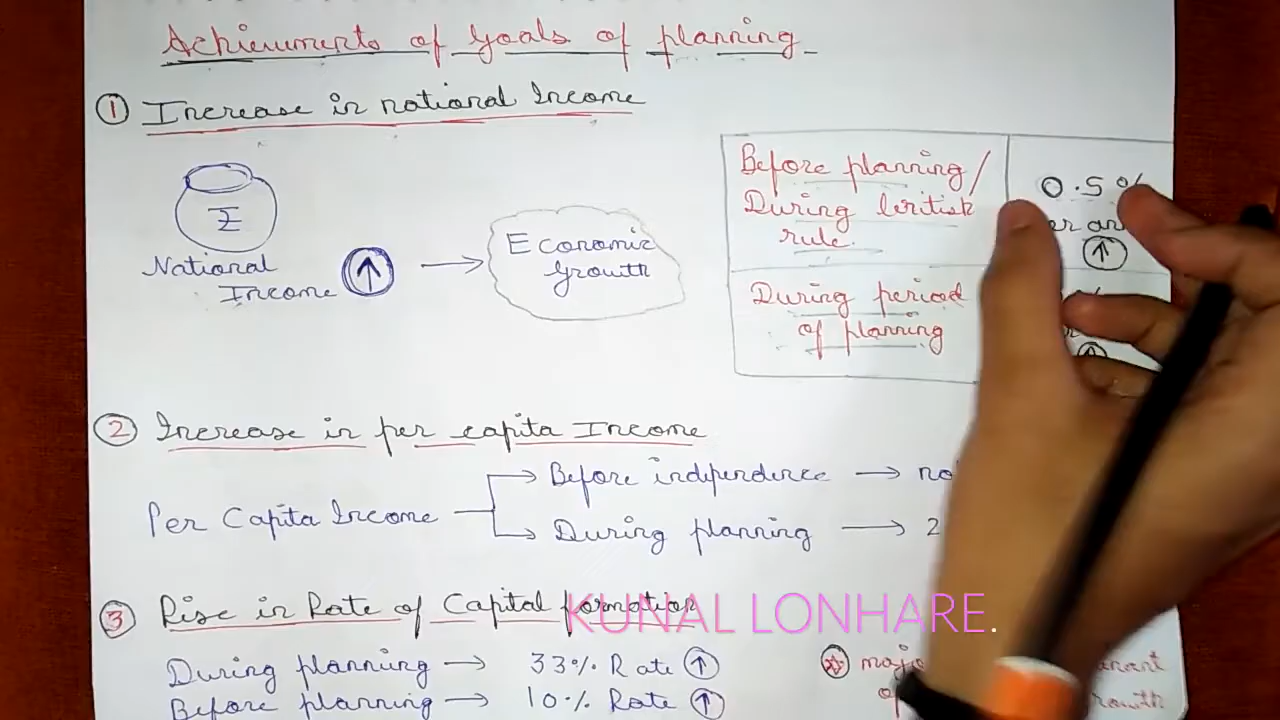 Achievements of Goals of planning
① Increase in national Income
Before planning/
During british
rule.
0.5%
National
Income
Economic
Growth
During period
of planning
② Increase in per capita Income
Before independence
Per Capita Income
During planning → 2
③ Rise in Rate of Capital formation
KUNAL LONHARE.
During planning → 33% Rate
Before planning → 10% Rate